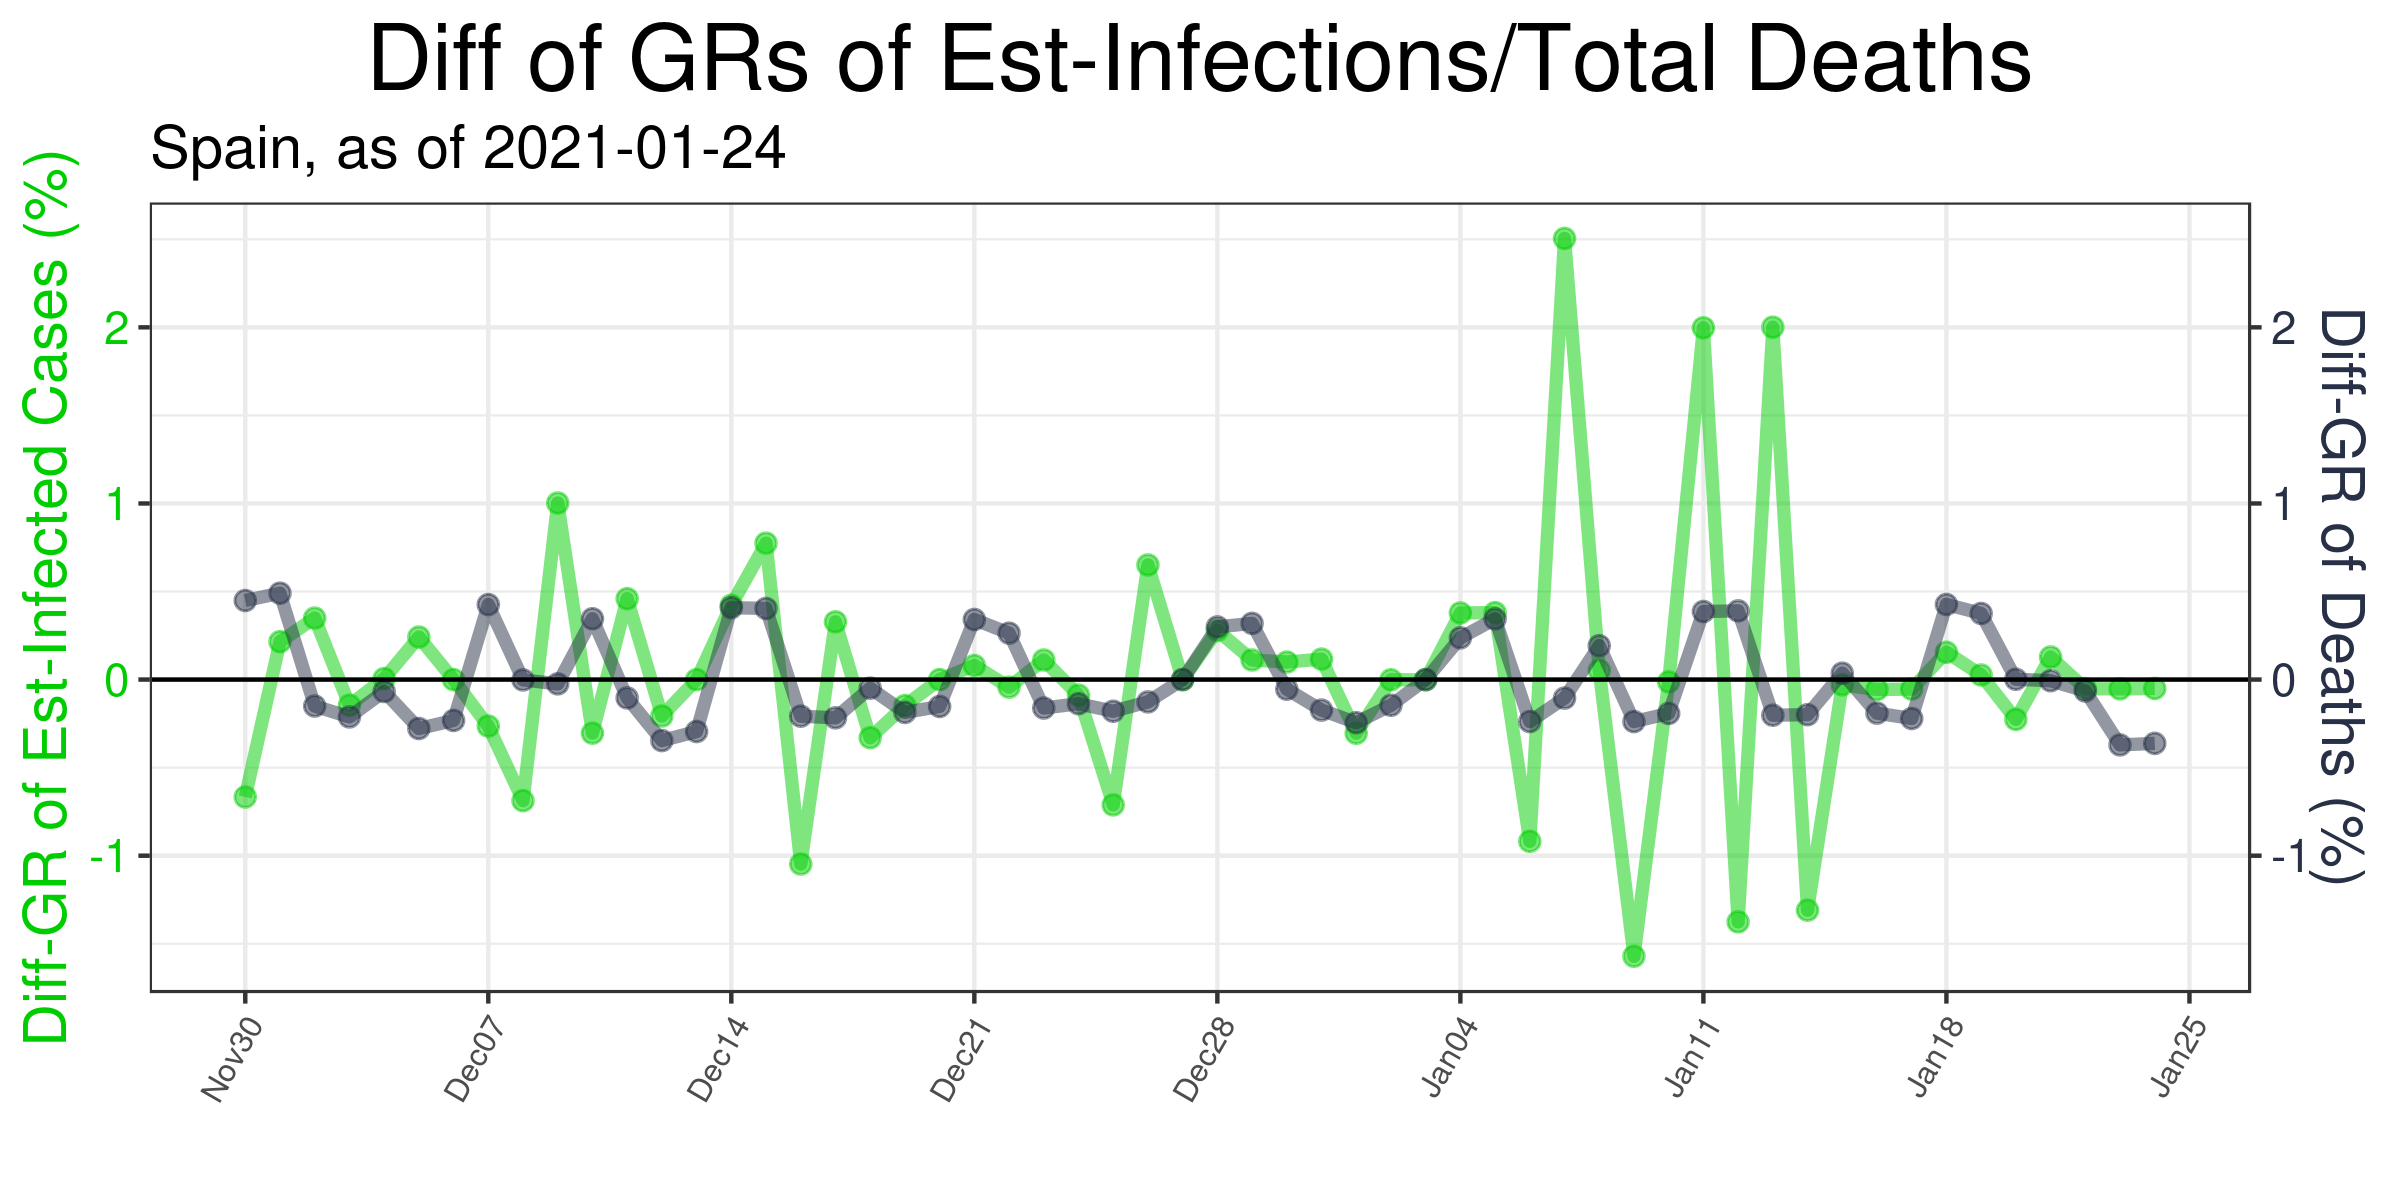 Diff of GRs of Est-Infections/Total Deaths
Spain, as of 2021-01-24
Diff-GR of Est-Infected Cases (%)
2
1
0
-1
2
1
0
-1
Diff-GR of Deaths (%)
Nov30
Dec07
Dec14
Dec21
Dec28
Jan04
Jan11
Jan18
Jan25